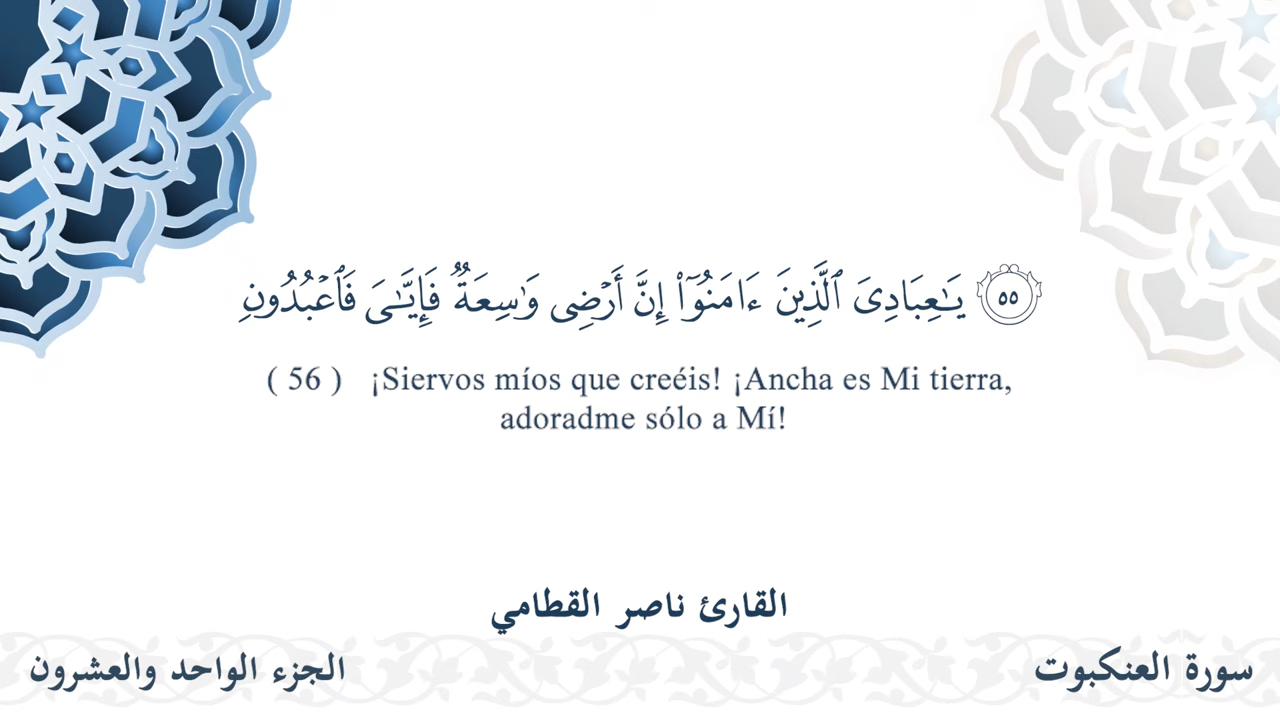 ۝٥٥ يَـٰعِبَادِىَ ٱلَّذِينَ ءَامَنُوٓا۟ إِنَّ أَرْضِى وَٰسِعَةٌۭ فَإِيَّـٰىَ فَٱعْبُدُونِ
( 56 ) ¡Siervos míos que creéis! ¡Ancha es Mi tierra,
adoradme sólo a Mí!
القارئ ناصر القطامي
سورة العنكبوت
الجزء الواحد والعشرون